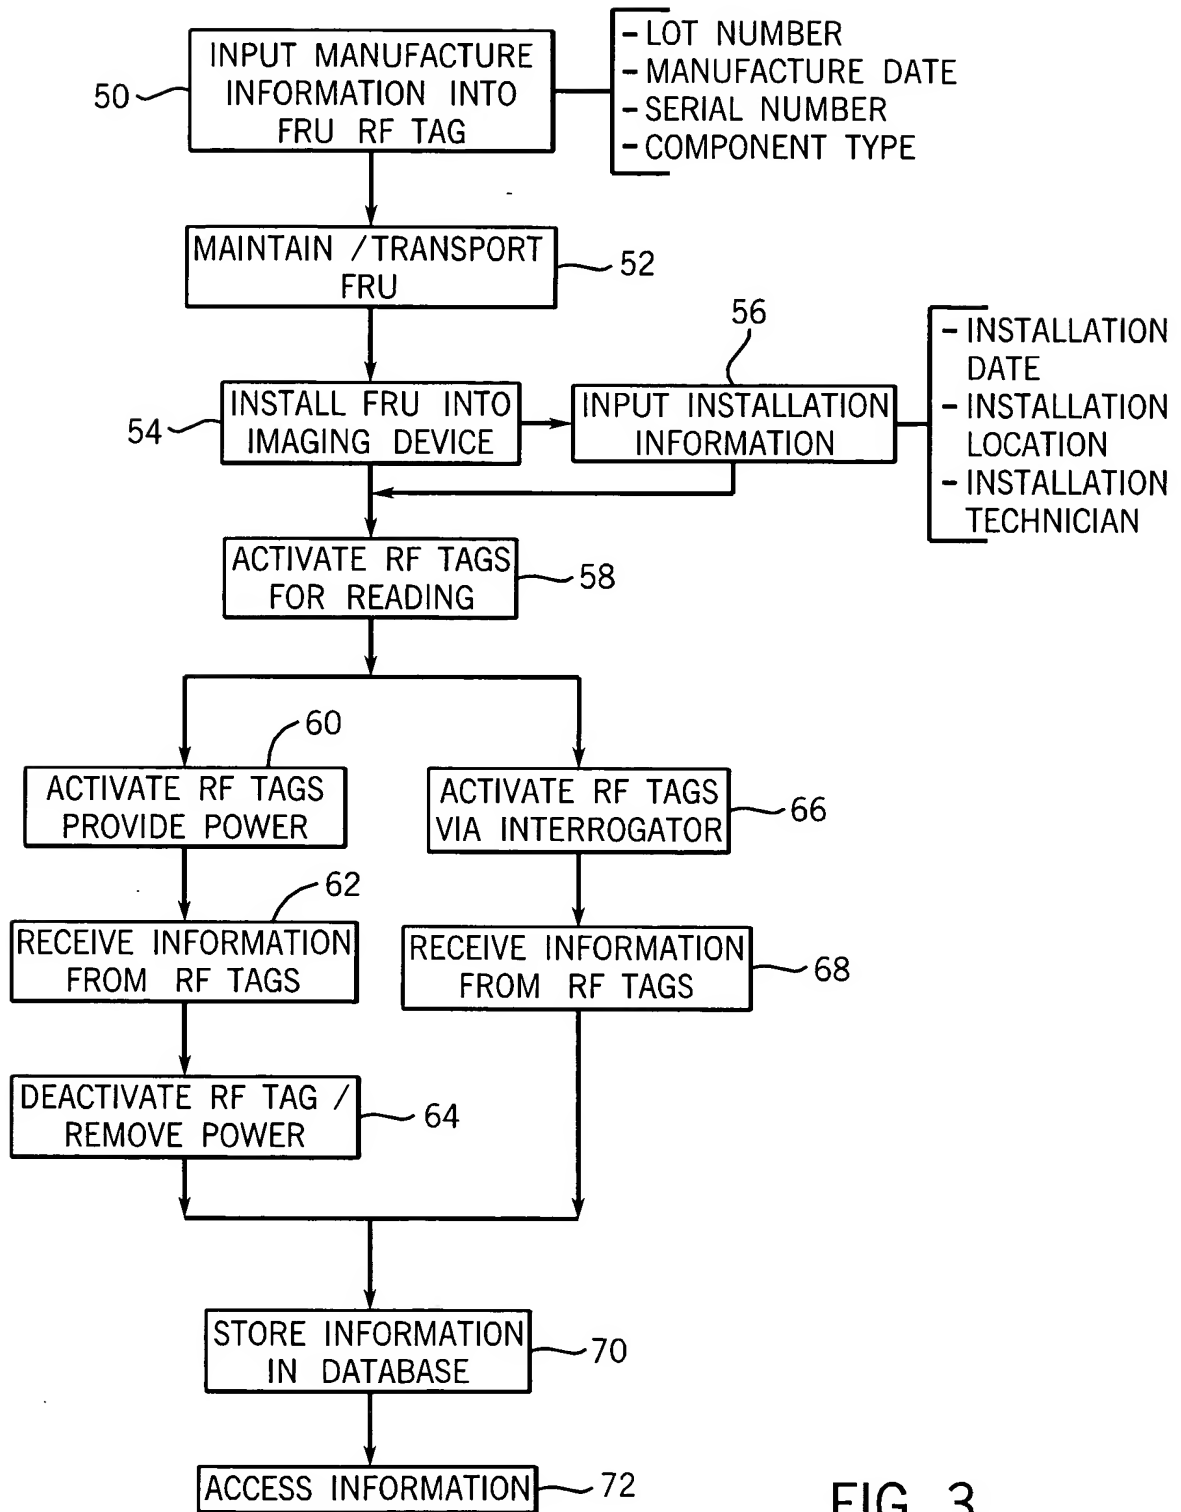 INPUT MANUFACTURE
INFORMATION INTO
FRU RF TAG
50
- LOT NUMBER
- MANUFACTURE DATE
- SERIAL NUMBER
- COMPONENT TYPE
MAINTAIN / TRANSPORT
FRU
52
INSTALL FRU INTO
IMAGING DEVICE
54
56
INPUT INSTALLATION
INFORMATION
- INSTALLATION
DATE
- INSTALLATION
LOCATION
- INSTALLATION
TECHNICIAN
ACTIVATE RF TAGS
FOR READING
58
60
ACTIVATE RF TAGS
PROVIDE POWER
ACTIVATE RF TAGS
VIA INTERROGATOR
66
62
RECEIVE INFORMATION
FROM RF TAGS
RECEIVE INFORMATION
FROM RF TAGS
68
DEACTIVATE RF TAG /
REMOVE POWER
64
STORE INFORMATION
IN DATABASE
70
ACCESS INFORMATION
72
FIG. 3